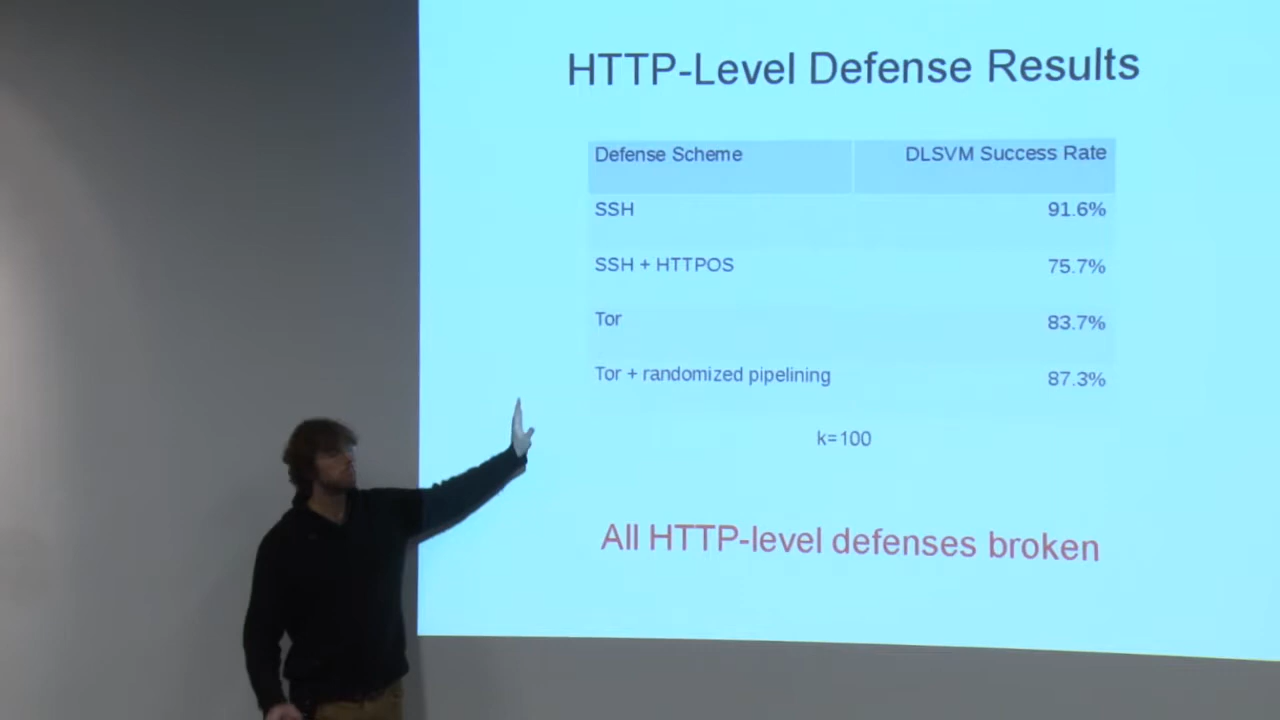 HTTP-Level Defense Results
Defense Scheme DLSVM Success Rate
SSH 91.6%
SSH + HTTPOS 75.7%
Tor 83.7%
Tor + randomized pipelining 87.3%
k=100
All HTTP-level defenses broken